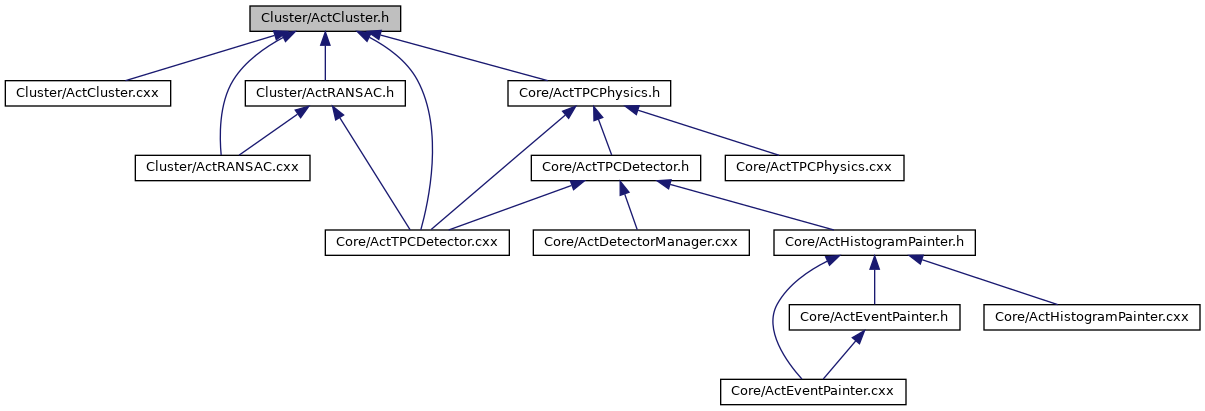 Cluster/ActCluster.h
Cluster/ActCluster.cxx
Cluster/ActRANSAC.h
Core/ActTPCPhysics.h
Cluster/ActRANSAC.cxx
Core/ActTPCDetector.h
Core/ActTPCPhysics.cxx
Core/ActTPCDetector.cxx
Core/ActDetectorManager.cxx
Core/ActHistogramPainter.h
Core/ActEventPainter.h
Core/ActHistogramPainter.cxx
Core/ActEventPainter.cxx